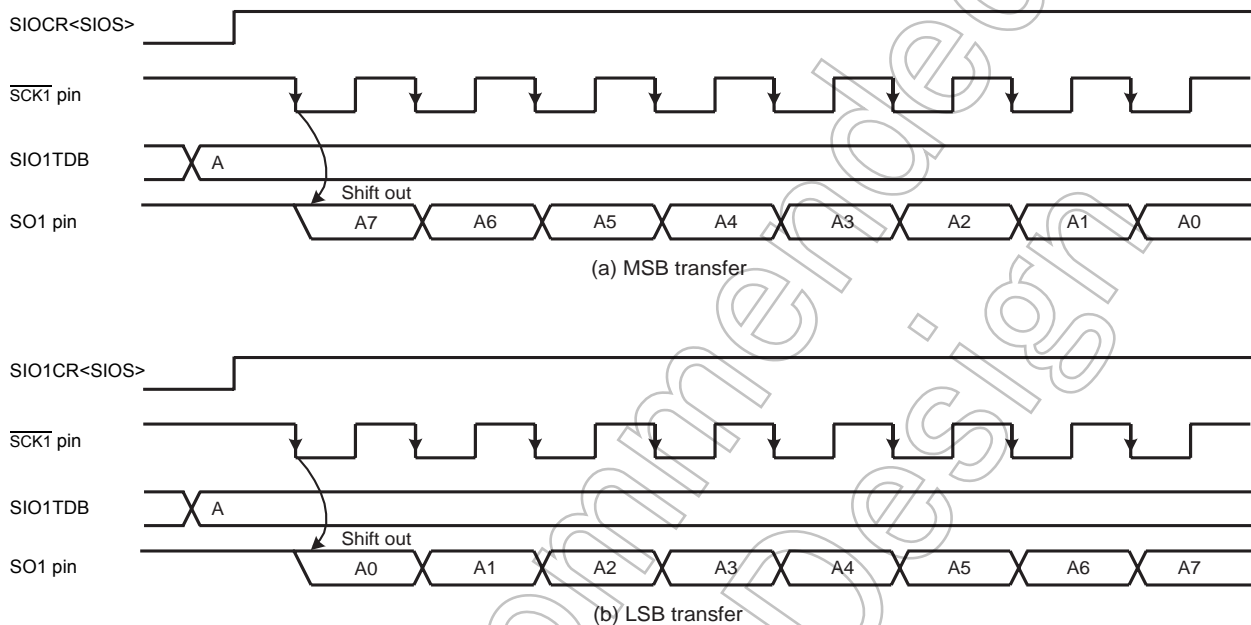 SIOCR<SIOS>
SCK1 pin
SIO1TDB A
Shift out
SO1 pin A7 A6 A5 A4 A3 A2 A1 A0
(a) MSB transfer
SIO1CR<SIOS>
SCK1 pin
SIO1TDB A
Shift out
SO1 pin A0 A1 A2 A3 A4 A5 A6 A7
(b) LSB transfer
ommended
Design